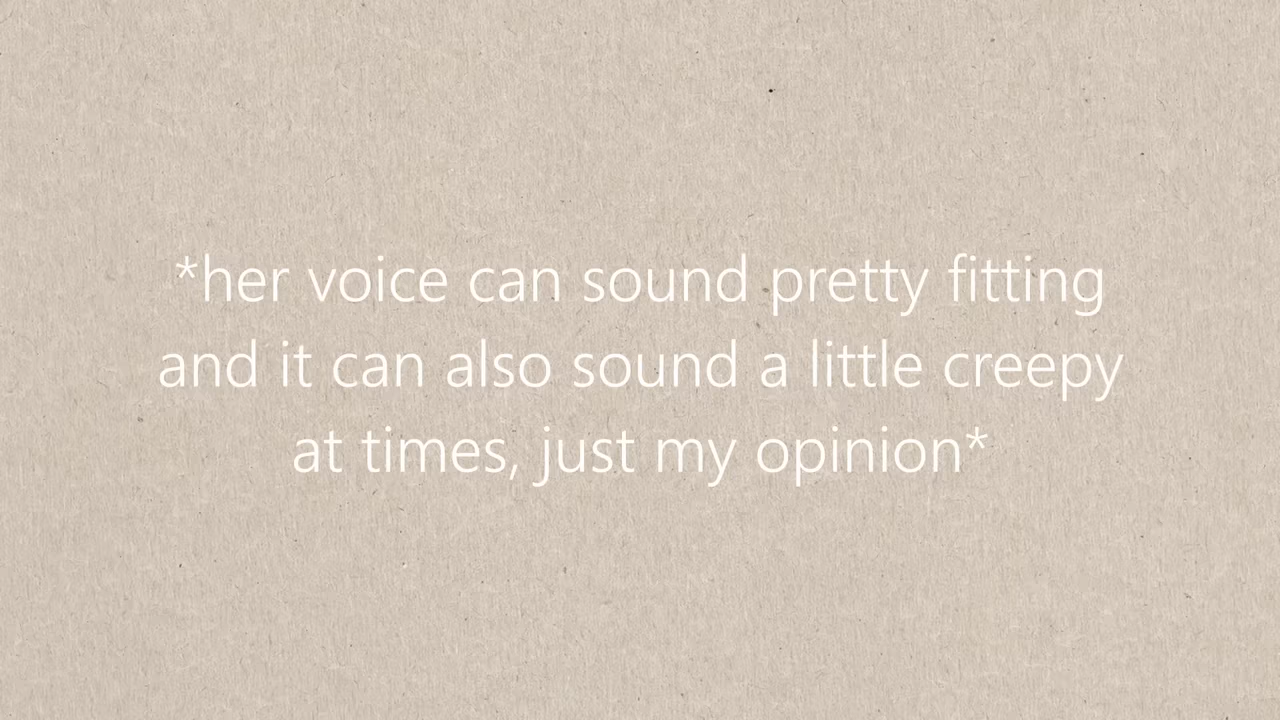 *her voice can sound pretty fitting
and it can also sound a little creepy
at times, just my opinion*